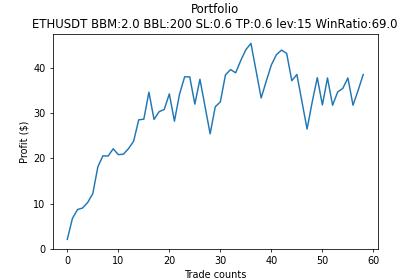 Portfolio
ETHUSDT BBM:2.0 BBL:200 SL:0.6 TP:0.6 lev:15 WinRatio:69.0
40
30
20
10
0
Profit ($)
0 10 20 30 40 50 60
Trade counts